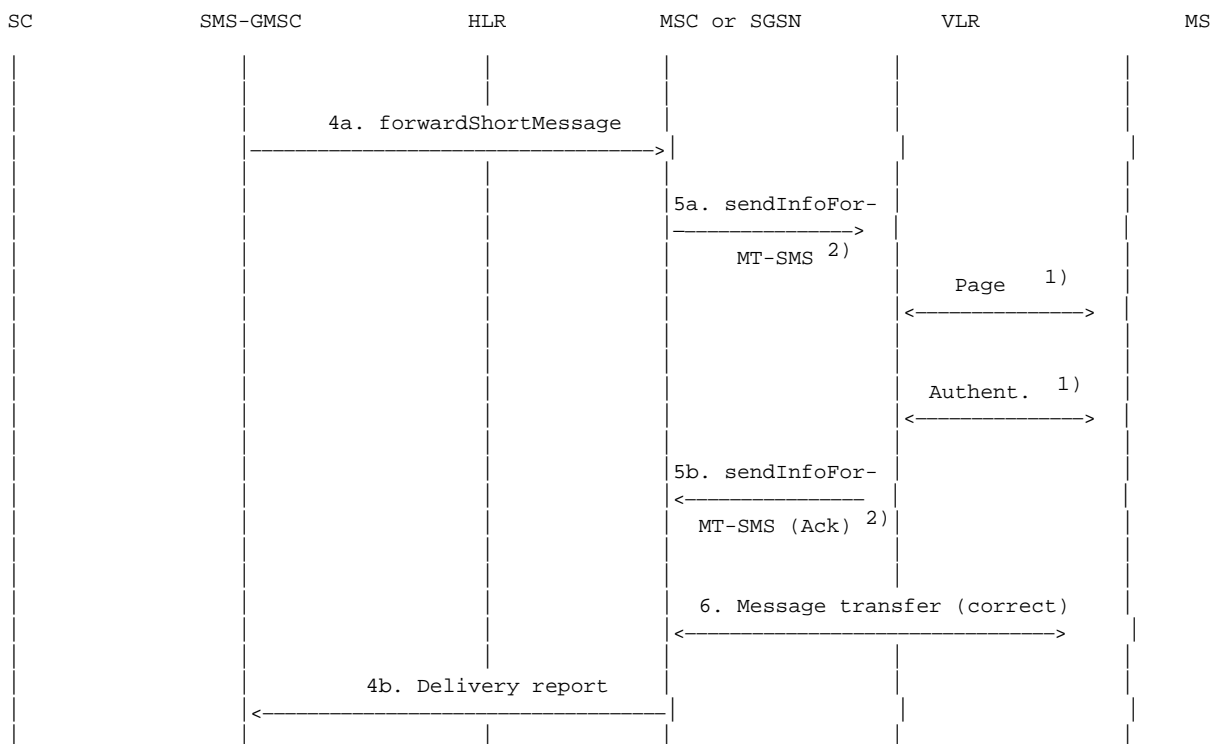 SC SMS-GMSC HLR MSC or SGSN VLR MS
4a. forwardShortMessage
5a. sendInfoFor-
MT-SMS 2)
Page 1)
Authent. 1)
5b. sendInfoFor-
MT-SMS (Ack) 2)
6. Message transfer (correct)
4b. Delivery report